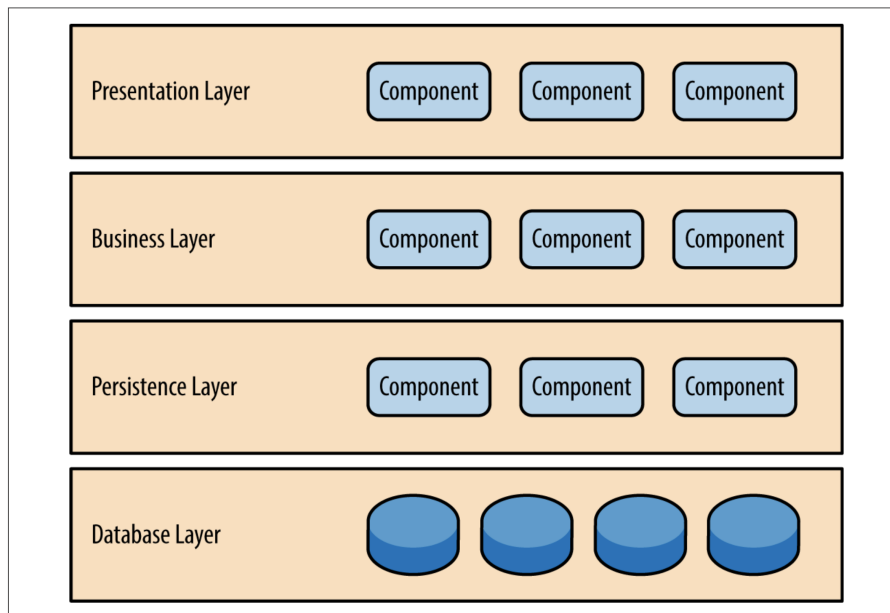 Presentation Layer
Component Component Component
Business Layer
Component Component Component
Persistence Layer
Component Component Component
Database Layer